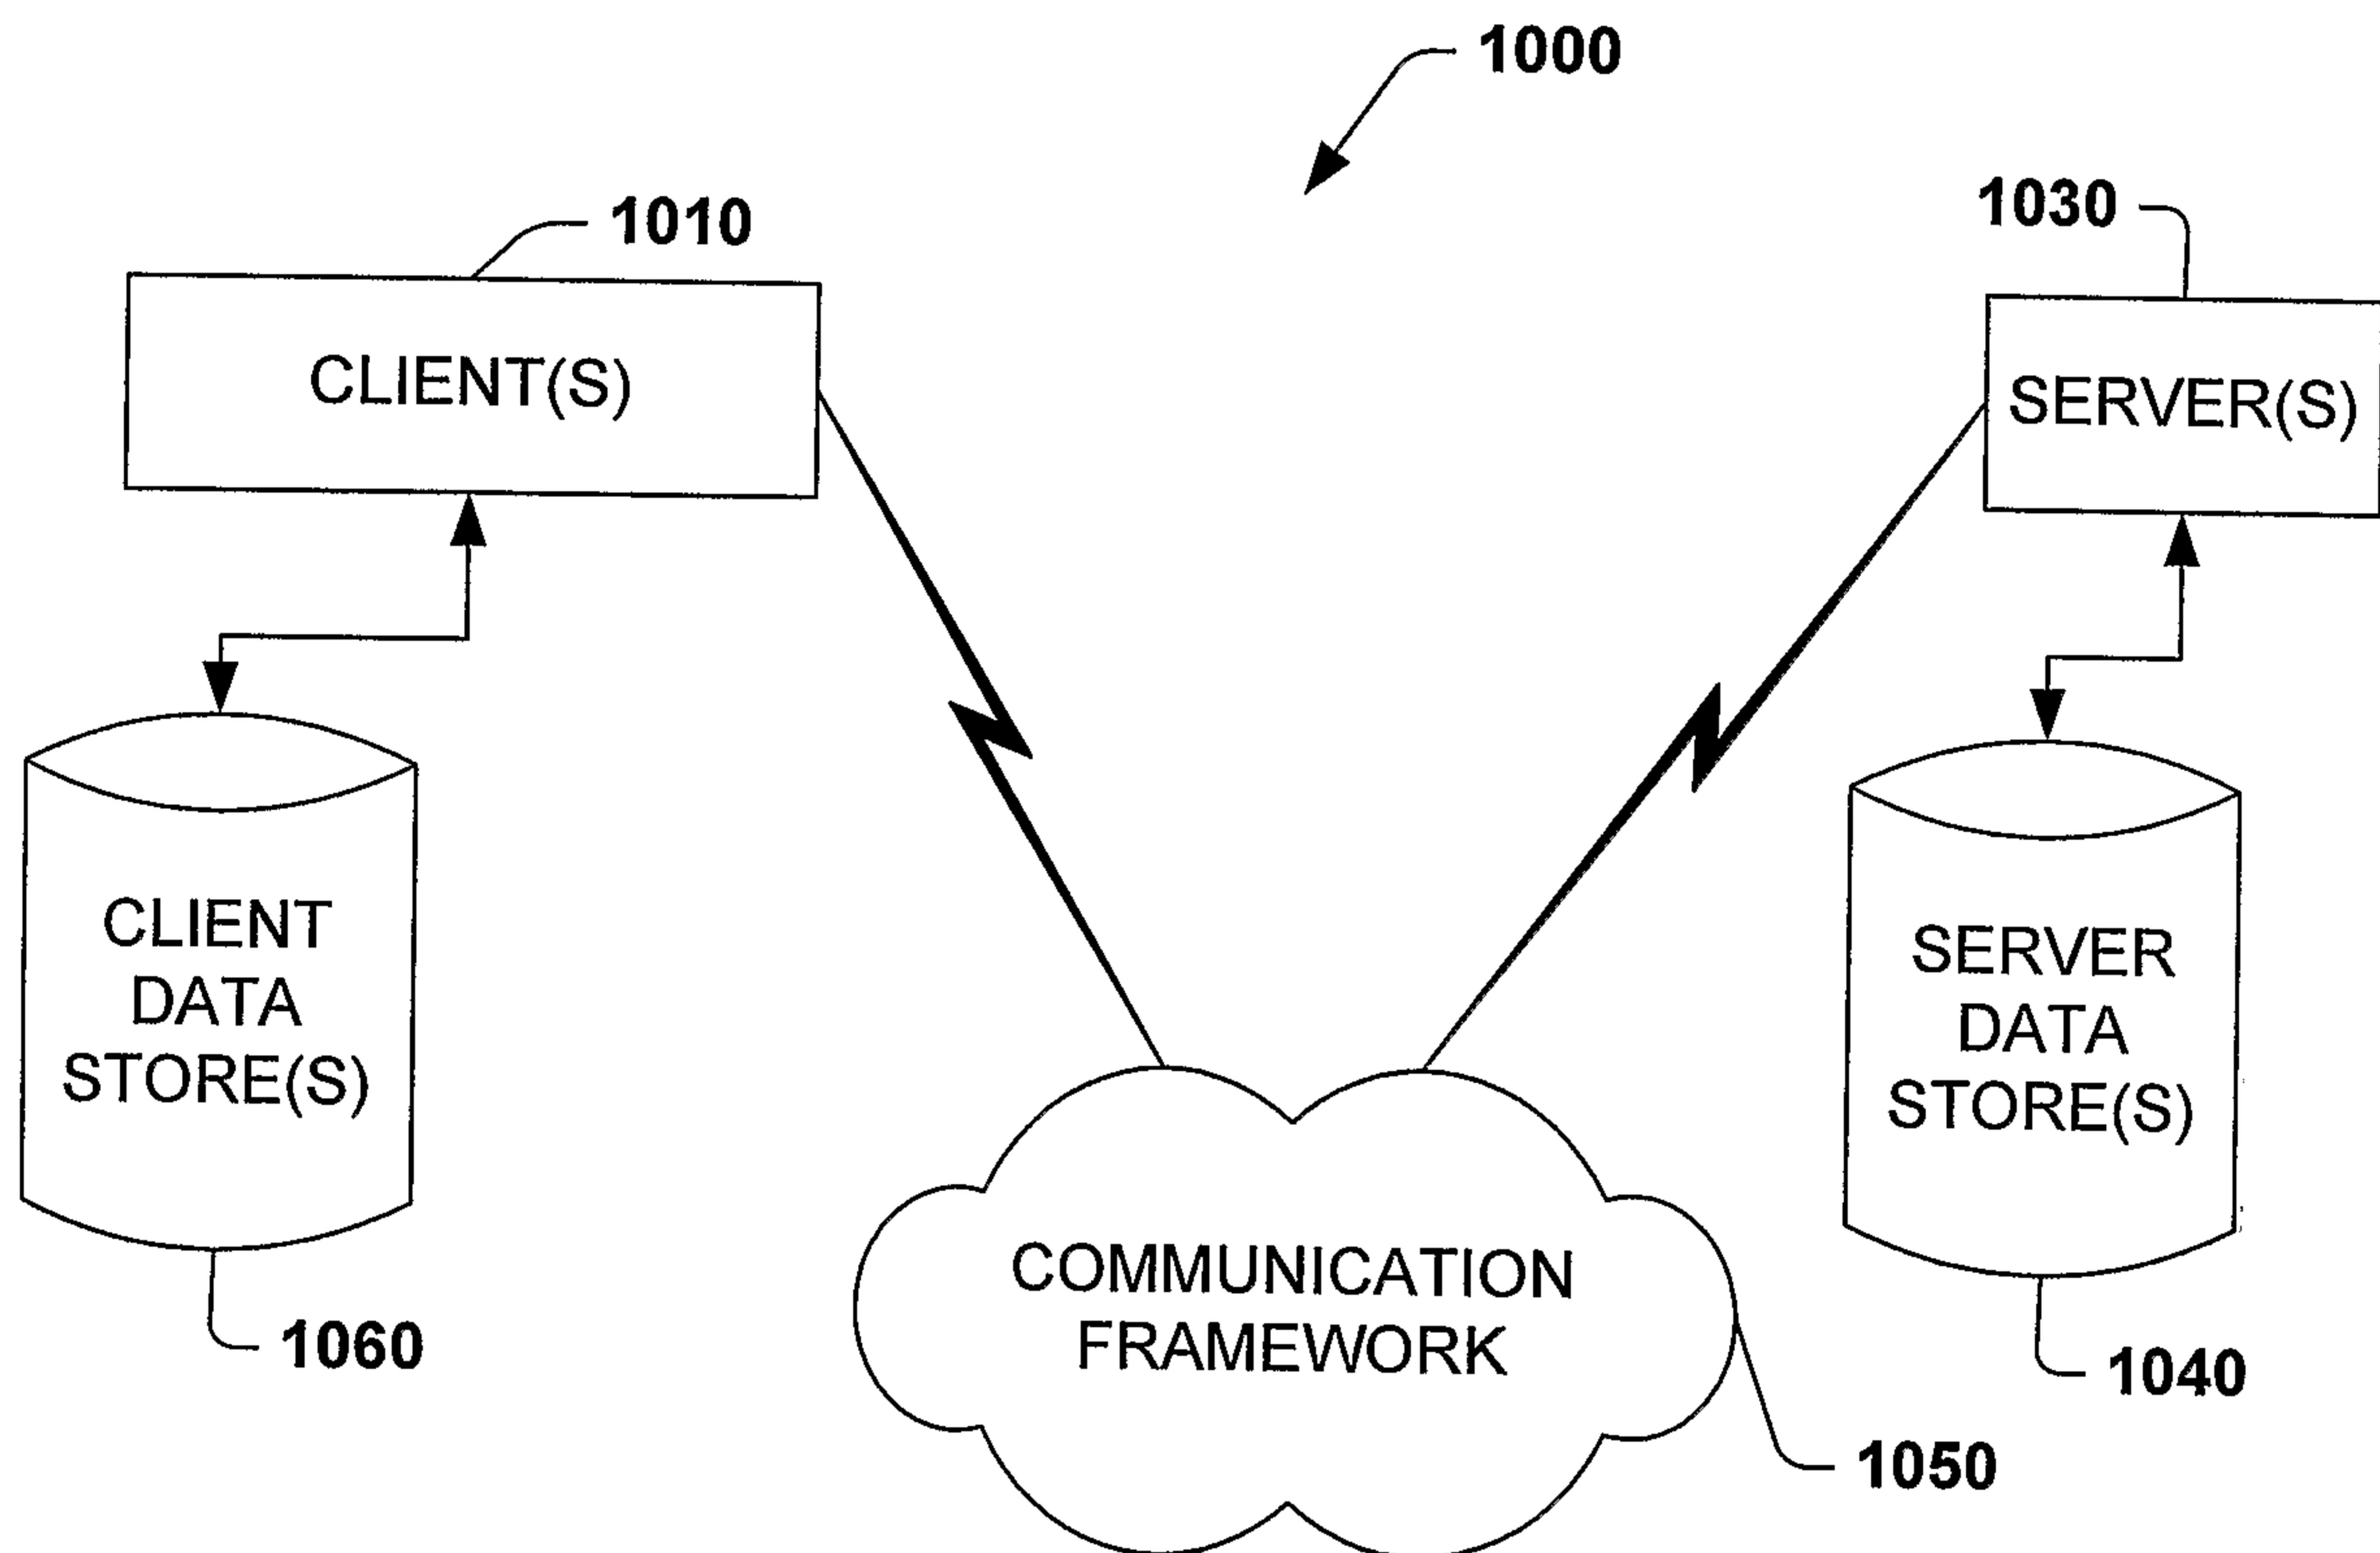 1000
1010
1030
CLIENT(S)
SERVER(S)
CLIENT
DATA
STORE(S)
SERVER
DATA
STORE(S)
COMMUNICATION
FRAMEWORK
1060
1040
1050